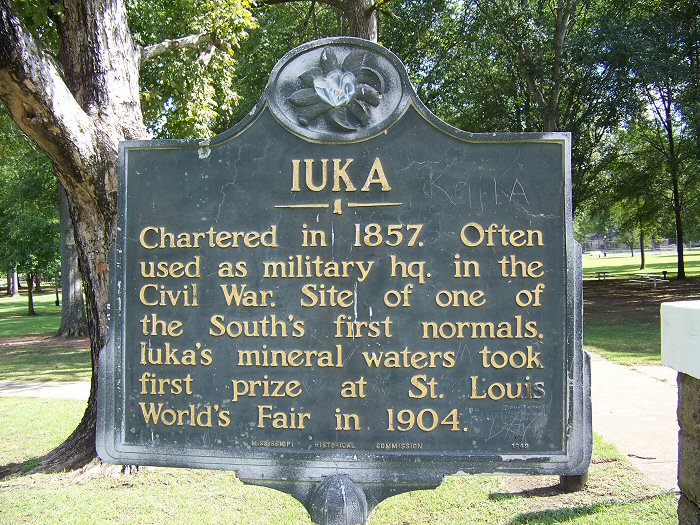 IUKA
Chartered in 1857. Often
used as military hq. in the
Civil War. Site of one of
the South's first normals.
Iuka's mineral waters took
first prize at St. Louis
World's Fair in 1904.
MISSISSIPPI HISTORICAL COMMISSION 1949